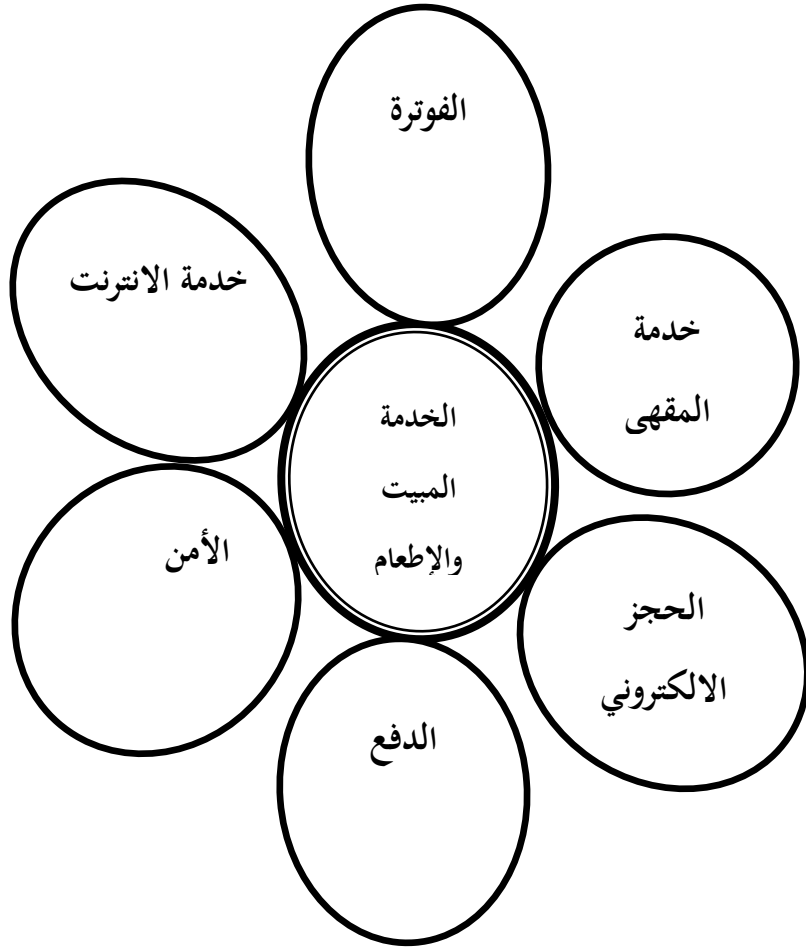 الفوترة
خدمة الانترنت
خدمة
المقهى
الخدمة
المبيت
والإطعام
الأمن
الحجز
الالكتروني
الدفع